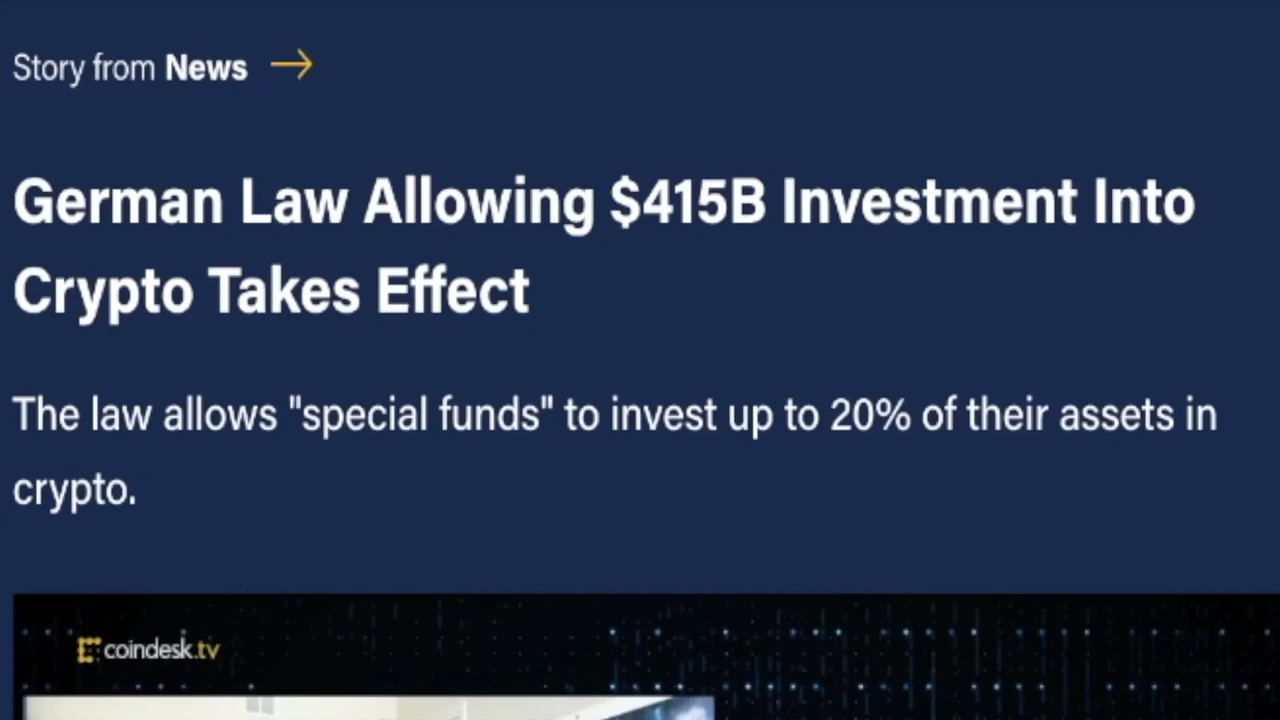 Story from News
German Law Allowing $415B Investment Into
Crypto Takes Effect
The law allows "special funds" to invest up to 20% of their assets in
crypto.
coindesk.tv